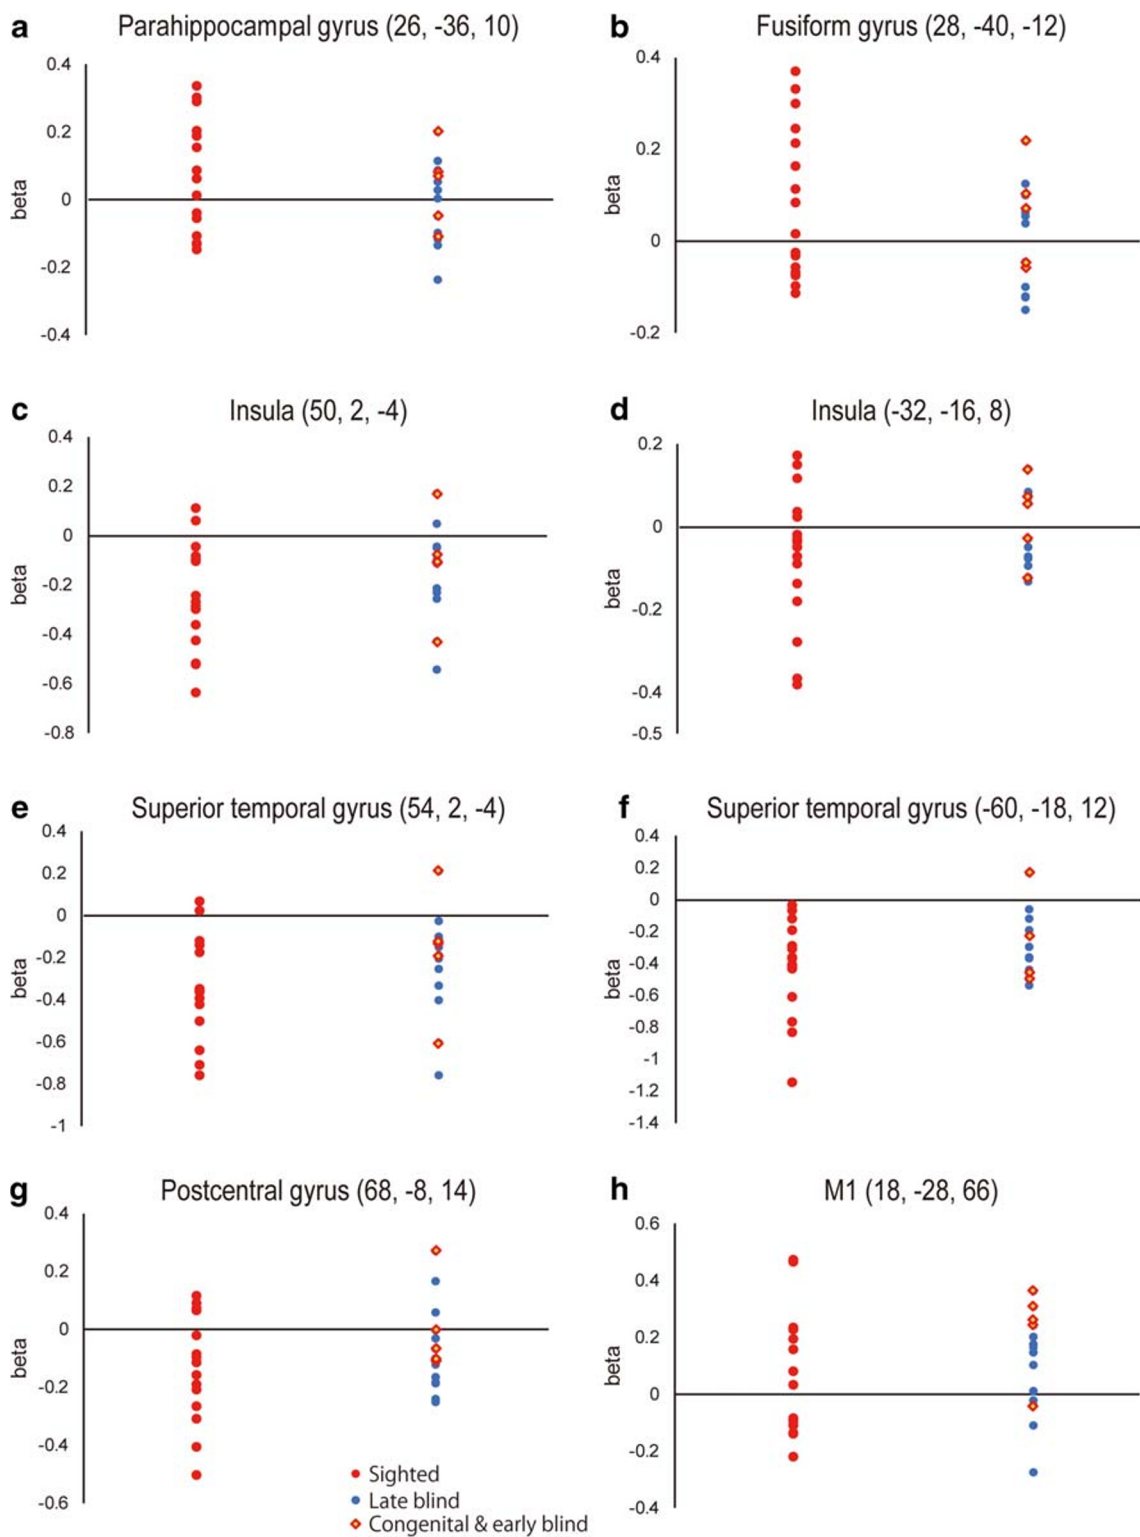 a Parahippocampal gyrus (26, -36, 10)
0.4
0.2
0
-0.2
-0.4
beta
b Fusiform gyrus (28, -40, -12)
0.4
0.2
0
-0.2
beta
c Insula (50, 2, -4)
0.4
0.2
0
-0.2
-0.4
-0.6
-0.8
beta
d Insula (-32, -16, 8)
0.2
0
-0.2
-0.4
-0.5
beta
e Superior temporal gyrus (54, 2, -4)
0.4
0.2
0
-0.2
-0.4
-0.6
-0.8
-1
beta
f Superior temporal gyrus (-60, -18, 12)
0.4
0.2
0
-0.2
-0.4
-0.6
-0.8
-1
-1.2
-1.4
beta
g Postcentral gyrus (68, -8, 14)
0.4
0.2
0
-0.2
-0.4
-0.6
beta
Sighted
Late blind
Congenital & early blind
h M1 (18, -28, 66)
0.6
0.4
0.2
0
-0.2
-0.4
beta